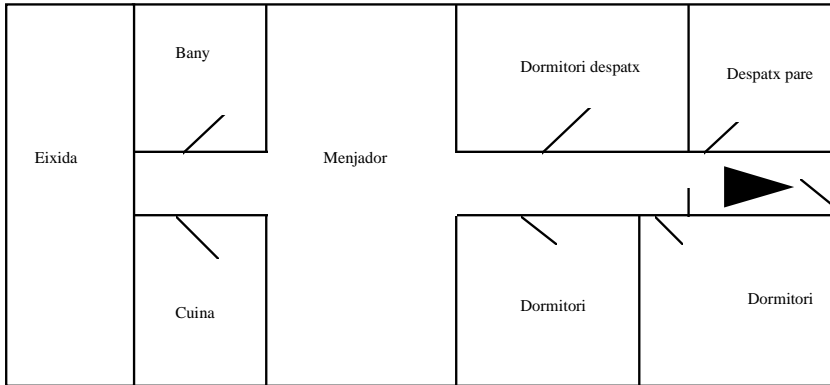 Bany
Dormitori despatx
Despatx pare
Eixida
Menjador
Cuina
Dormitori
Dormitori